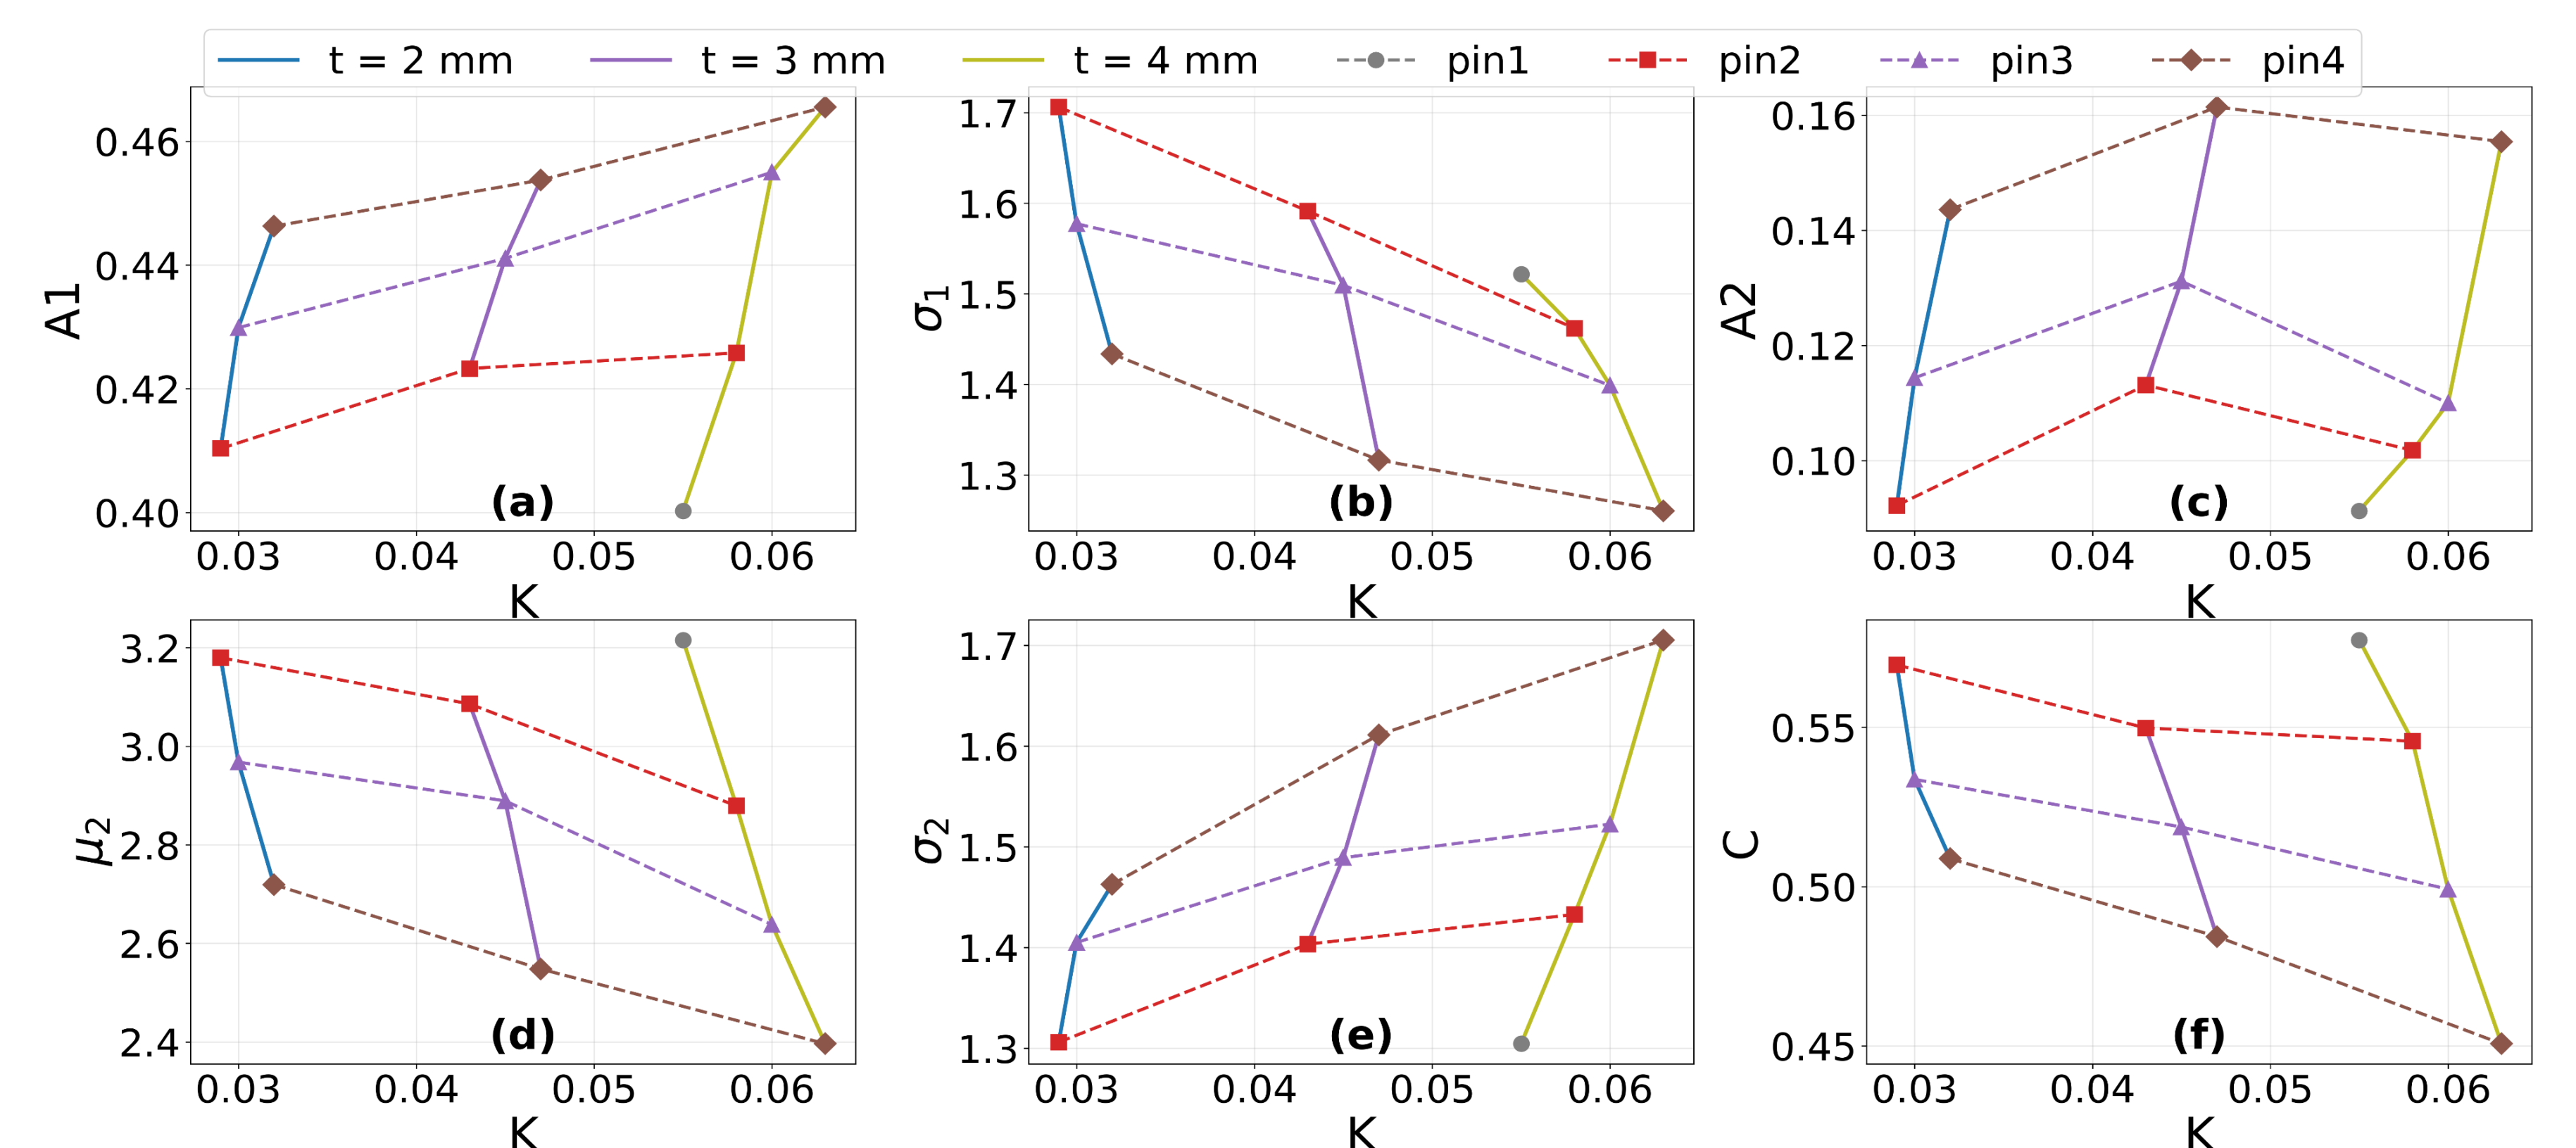 t = 2 mm t = 3 mm t = 4 mm pin1 pin2 pin3 pin4
A1
0.46
0.44
0.42
0.40
(a)
0.03 0.04 0.05 0.06
K
σ1
1.7
1.6
1.5
1.4
1.3
(b)
0.03 0.04 0.05 0.06
K
A2
0.16
0.14
0.12
0.10
(c)
0.03 0.04 0.05 0.06
K
μ2
3.2
3.0
2.8
2.6
2.4
(d)
0.03 0.04 0.05 0.06
K
σ2
1.7
1.6
1.5
1.4
1.3
(e)
0.03 0.04 0.05 0.06
K
C
0.55
0.50
0.45
(f)
0.03 0.04 0.05 0.06
K